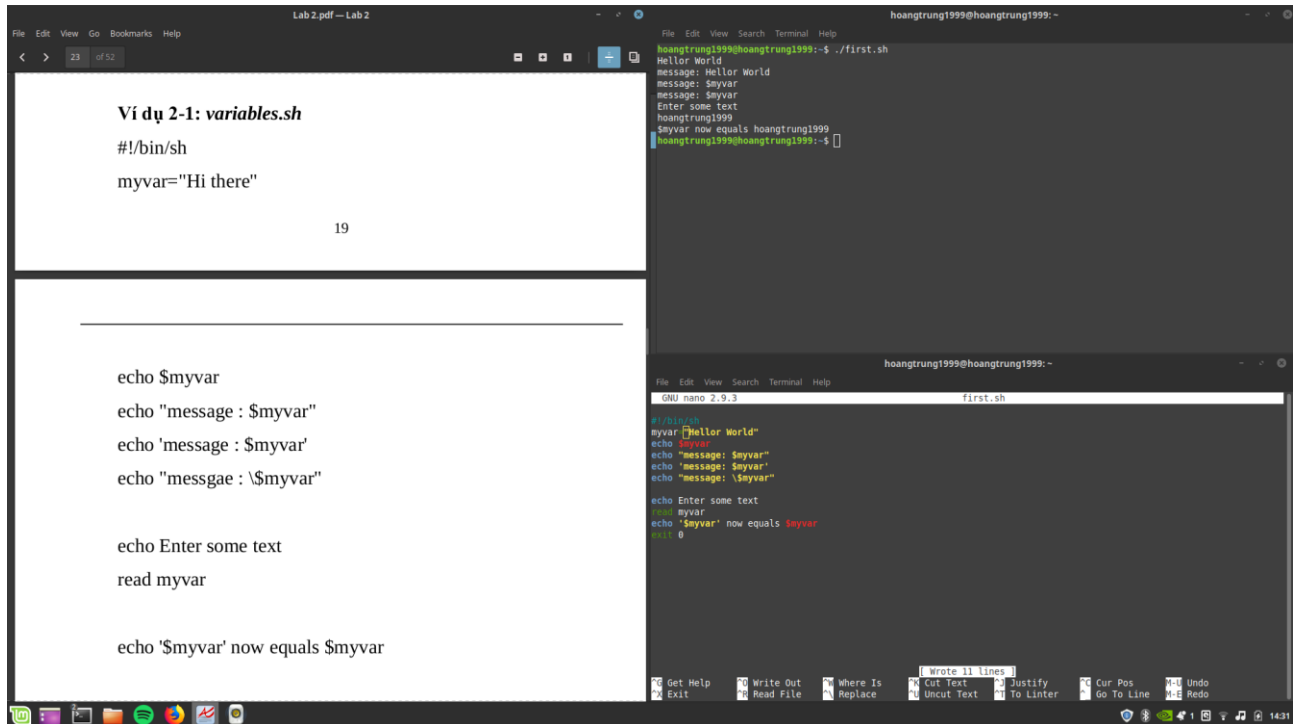 Lab 2.pdf — Lab 2
File Edit View Go Bookmarks Help
23 of 52
Ví dụ 2-1: variables.sh
#!/bin/sh
myvar="Hi there"
19
echo $myvar
echo "message : $myvar"
echo 'message : $myvar'
echo "messgae : \$myvar"
echo Enter some text
read myvar
echo '$myvar' now equals $myvar
hoangtrung1999@hoangtrung1999: ~
File Edit View Search Terminal Help
hoangtrung1999@hoangtrung1999:~$ ./first.sh
Hellor World
message: Hellor World
message: $myvar
message: $myvar
Enter some text
hoangtrung1999
$myvar now equals hoangtrung1999
hoangtrung1999@hoangtrung1999:~$
hoangtrung1999@hoangtrung1999: ~
File Edit View Search Terminal Help
GNU nano 2.9.3 first.sh
#!/bin/sh
myvar="Hellor World"
echo $myvar
echo "message: $myvar"
echo 'message: $myvar'
echo "message: \$myvar"
echo Enter some text
read myvar
echo '$myvar' now equals $myvar
exit 0
[ Wrote 11 lines ]
^G Get Help ^O Write Out ^W Where Is ^K Cut Text ^J Justify ^C Cur Pos M-U Undo
^X Exit ^R Read File ^\ Replace ^U Uncut Text ^T To Linter ^_ Go To Line M-E Redo
2
1
14:31